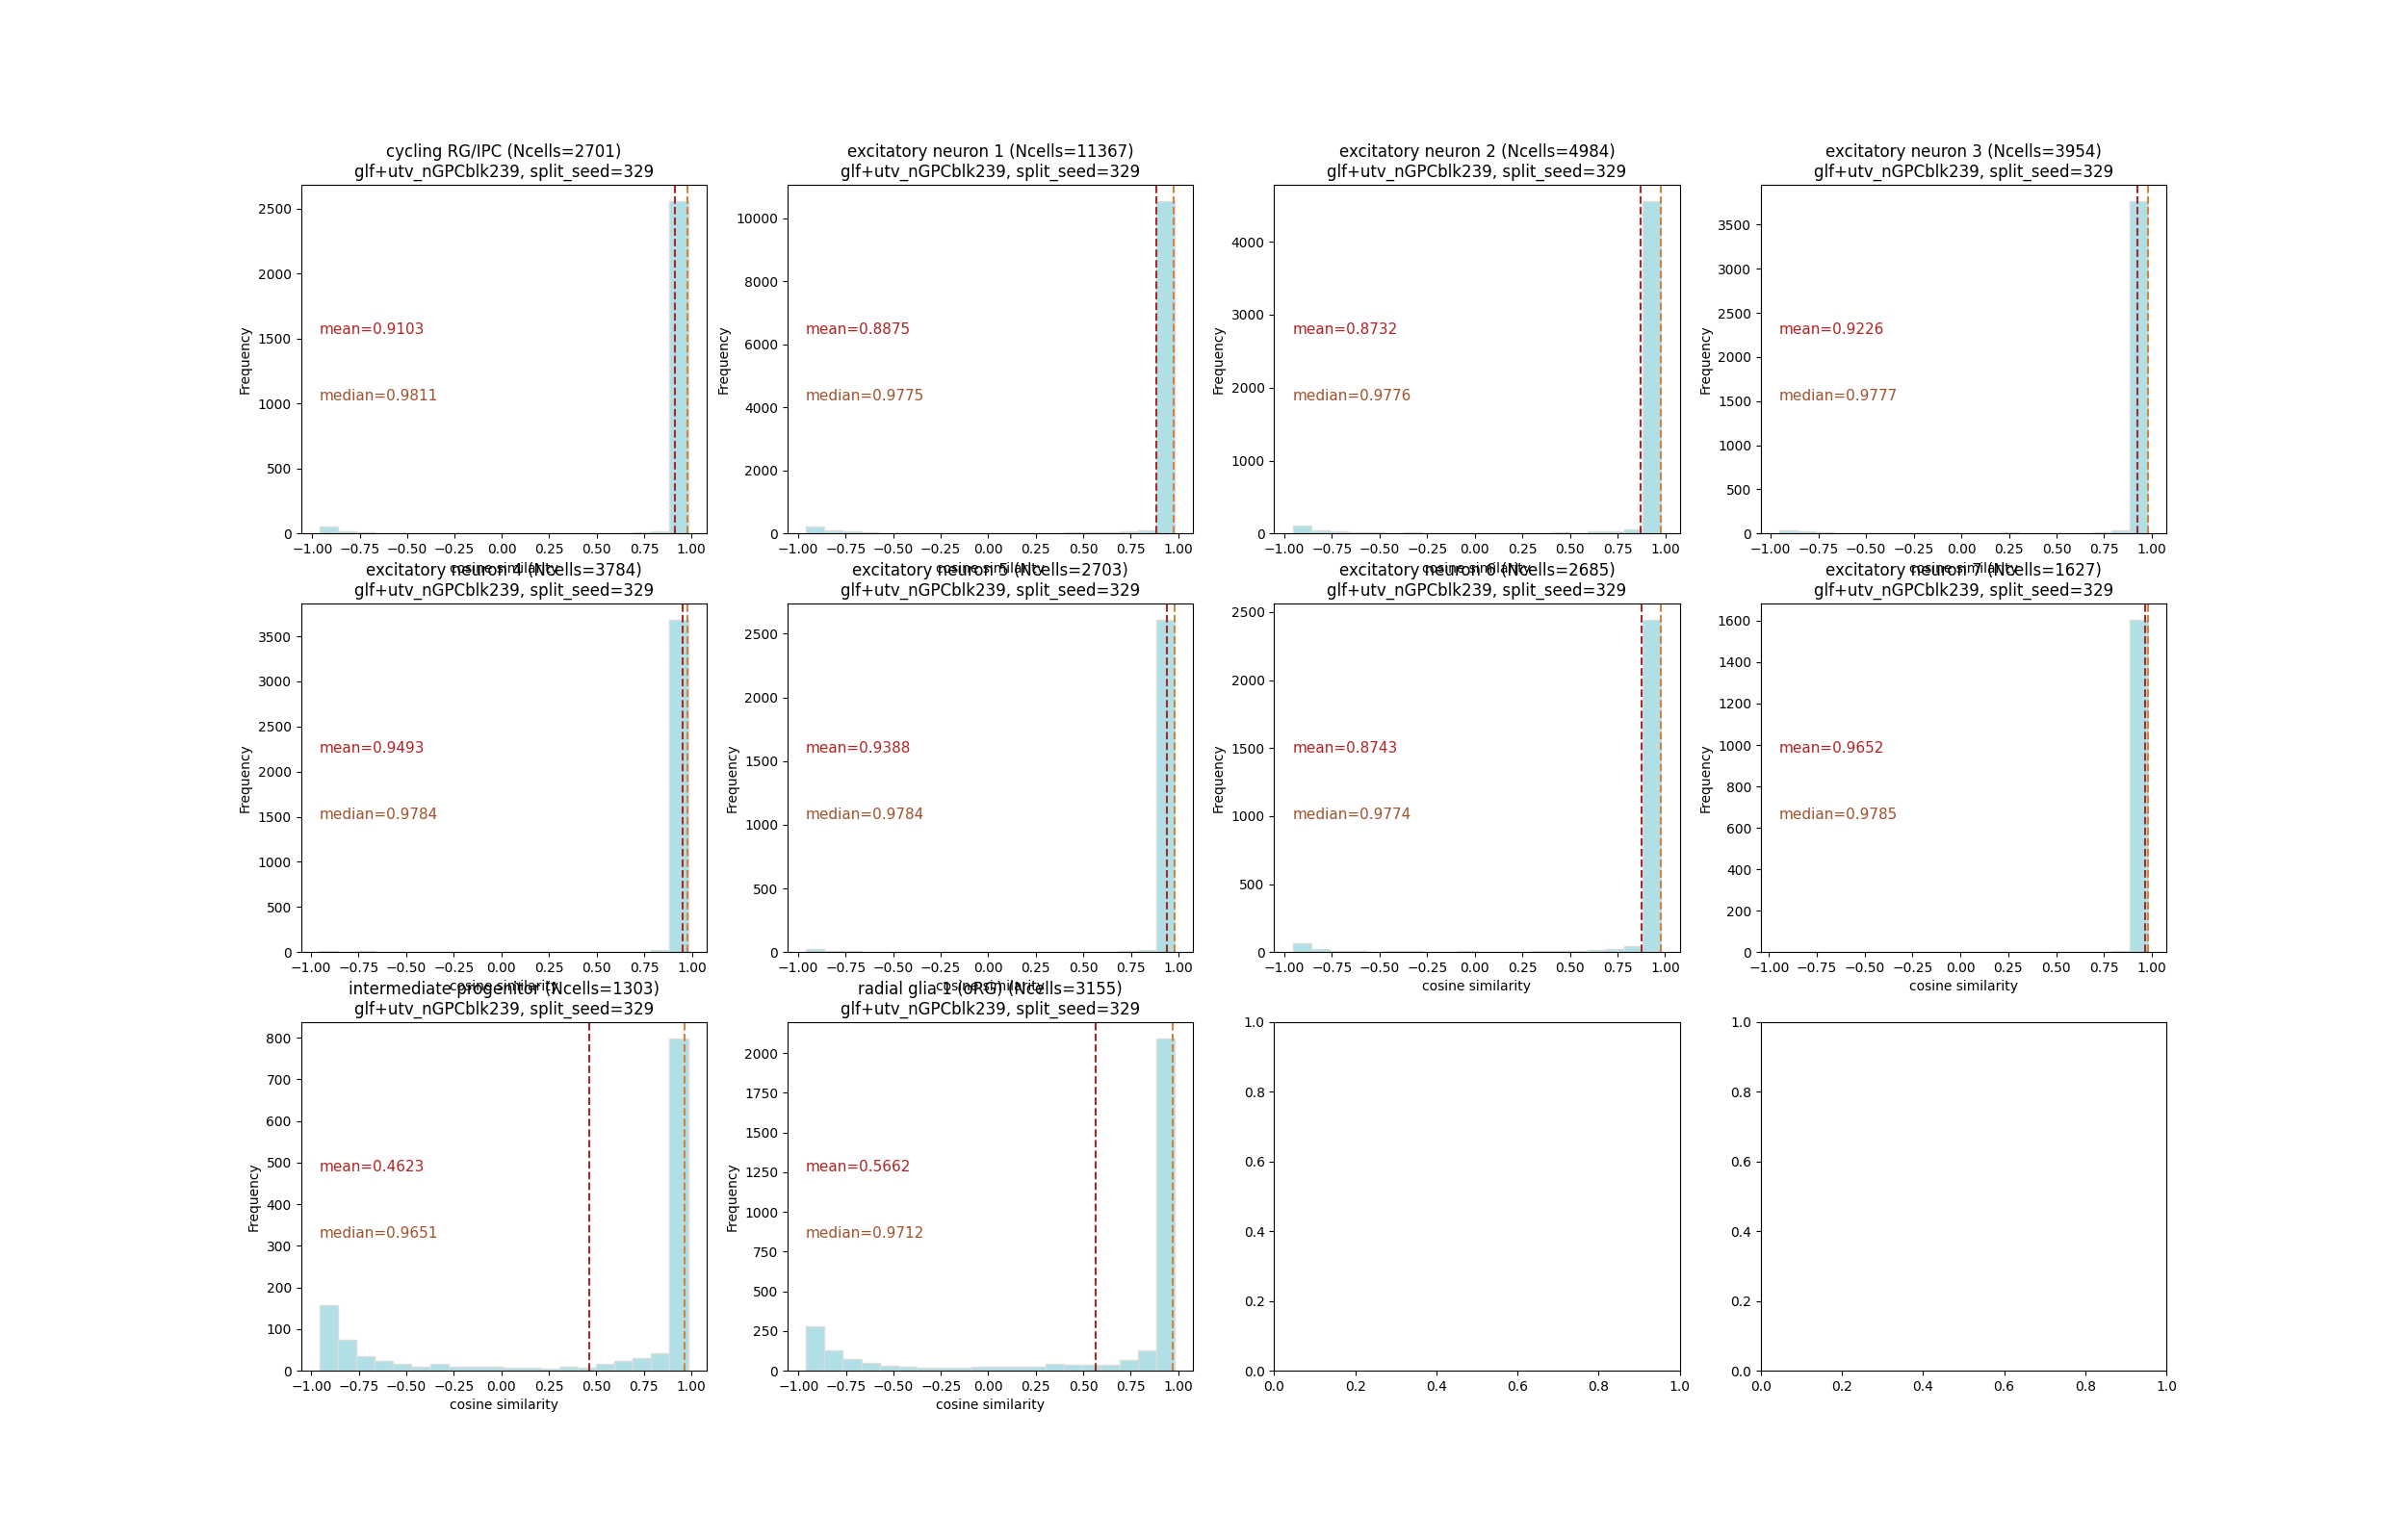 cycling RG/IPC (Ncells=2701)
glf+utv_nGPCblk239, split_seed=329
Frequency
2500
2000
1500
1000
500
0
mean=0.9103
median=0.9811
−1.00 −0.75 −0.50 −0.25 0.00 0.25 0.50 0.75 1.00
cosine similarity
excitatory neuron 1 (Ncells=11367)
glf+utv_nGPCblk239, split_seed=329
Frequency
10000
8000
6000
4000
2000
0
mean=0.8875
median=0.9775
−1.00 −0.75 −0.50 −0.25 0.00 0.25 0.50 0.75 1.00
cosine similarity
excitatory neuron 2 (Ncells=4984)
glf+utv_nGPCblk239, split_seed=329
Frequency
4000
3000
2000
1000
0
mean=0.8732
median=0.9776
−1.00 −0.75 −0.50 −0.25 0.00 0.25 0.50 0.75 1.00
cosine similarity
excitatory neuron 3 (Ncells=3954)
glf+utv_nGPCblk239, split_seed=329
Frequency
3500
3000
2500
2000
1500
1000
500
0
mean=0.9226
median=0.9777
−1.00 −0.75 −0.50 −0.25 0.00 0.25 0.50 0.75 1.00
cosine similarity
excitatory neuron 4 (Ncells=3784)
glf+utv_nGPCblk239, split_seed=329
Frequency
3500
3000
2500
2000
1500
1000
500
0
mean=0.9493
median=0.9784
−1.00 −0.75 −0.50 −0.25 0.00 0.25 0.50 0.75 1.00
cosine similarity
excitatory neuron 5 (Ncells=2703)
glf+utv_nGPCblk239, split_seed=329
Frequency
2500
2000
1500
1000
500
0
mean=0.9388
median=0.9784
−1.00 −0.75 −0.50 −0.25 0.00 0.25 0.50 0.75 1.00
cosine similarity
excitatory neuron 6 (Ncells=2685)
glf+utv_nGPCblk239, split_seed=329
Frequency
2500
2000
1500
1000
500
0
mean=0.8743
median=0.9774
−1.00 −0.75 −0.50 −0.25 0.00 0.25 0.50 0.75 1.00
cosine similarity
excitatory neuron 7 (Ncells=1627)
glf+utv_nGPCblk239, split_seed=329
Frequency
1600
1400
1200
1000
800
600
400
200
0
mean=0.9652
median=0.9785
−1.00 −0.75 −0.50 −0.25 0.00 0.25 0.50 0.75 1.00
cosine similarity
intermediate progenitor (Ncells=1303)
glf+utv_nGPCblk239, split_seed=329
Frequency
800
700
600
500
400
300
200
100
0
mean=0.4623
median=0.9651
−1.00 −0.75 −0.50 −0.25 0.00 0.25 0.50 0.75 1.00
cosine similarity
radial glia 1 (oRG) (Ncells=3155)
glf+utv_nGPCblk239, split_seed=329
Frequency
2000
1750
1500
1250
1000
750
500
250
0
mean=0.5662
median=0.9712
−1.00 −0.75 −0.50 −0.25 0.00 0.25 0.50 0.75 1.00
cosine similarity
1.0
0.8
0.6
0.4
0.2
0.0
0.0 0.2 0.4 0.6 0.8 1.0
1.0
0.8
0.6
0.4
0.2
0.0
0.0 0.2 0.4 0.6 0.8 1.0